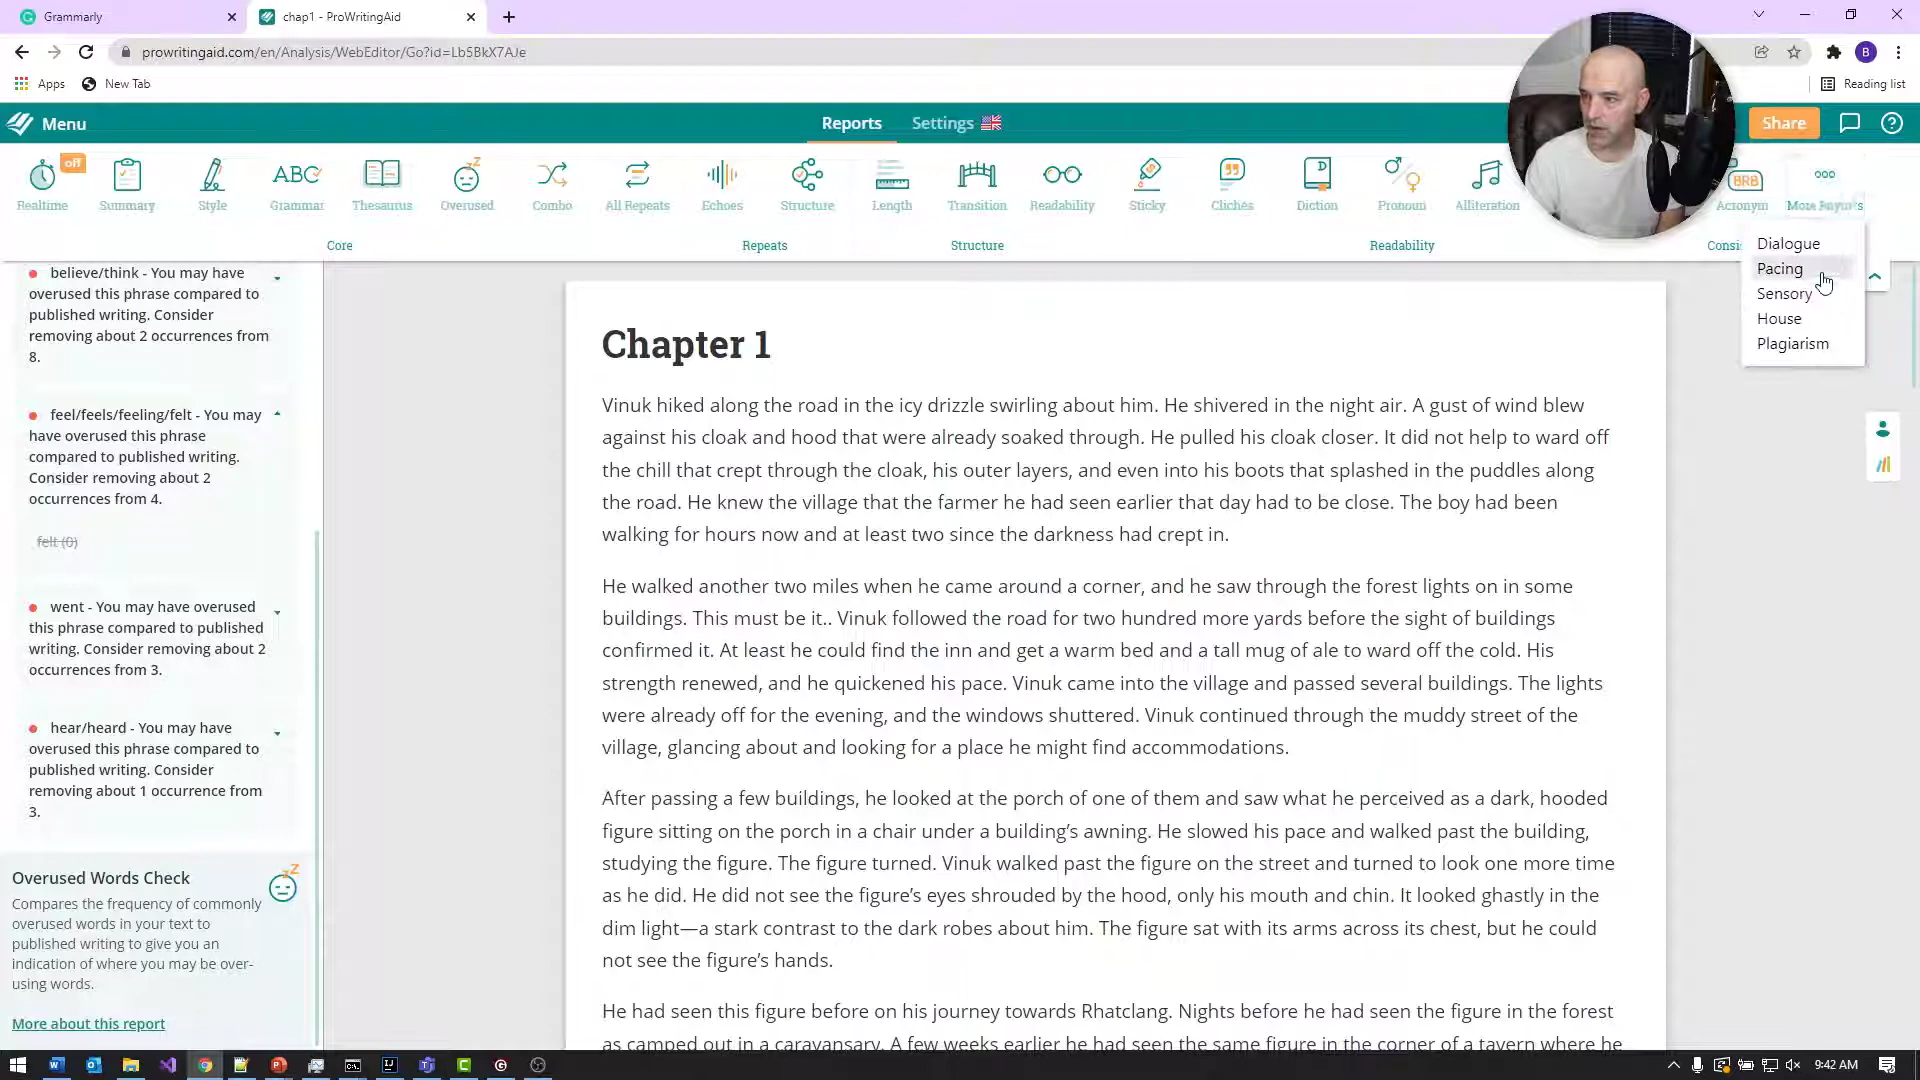 Grammarly
chap1 - ProWritingAid
prowritingaid.com/en/Analysis/WebEditor/Go?id=Lb5BkX7AJe
B
Apps
New Tab
Reading list
Menu
Reports
Settings
Share
off
ABC
BRB
Realtime
Summary
Style
Grammar
Thesaurus
Overused
Combo
All Repeats
Echoes
Structure
Length
Transition
Readability
Sticky
Clichés
Diction
Pronoun
Alliteration
Acronym
Core
Repeats
Structure
Readability
Dialogue
Pacing
Sensory
House
Plagiarism
believe/think - You may have
overused this phrase compared to
published writing. Consider
removing about 2 occurrences from
8.
feel/feels/feeling/felt - You may
have overused this phrase
compared to published writing.
Consider removing about 2
occurrences from 4.
felt (0)
went - You may have overused
this phrase compared to published
writing. Consider removing about 2
occurrences from 3.
hear/heard - You may have
overused this phrase compared to
published writing. Consider
removing about 1 occurrence from
3.
Overused Words Check
Compares the frequency of commonly
overused words in your text to
published writing to give you an
indication of where you may be over-
using words.
More about this report
Chapter 1
Vinuk hiked along the road in the icy drizzle swirling about him. He shivered in the night air. A gust of wind blew
against his cloak and hood that were already soaked through. He pulled his cloak closer. It did not help to ward off
the chill that crept through the cloak, his outer layers, and even into his boots that splashed in the puddles along
the road. He knew the village that the farmer he had seen earlier that day had to be close. The boy had been
walking for hours now and at least two since the darkness had crept in.
He walked another two miles when he came around a corner, and he saw through the forest lights on in some
buildings. This must be it.. Vinuk followed the road for two hundred more yards before the sight of buildings
confirmed it. At least he could find the inn and get a warm bed and a tall mug of ale to ward off the cold. His
strength renewed, and he quickened his pace. Vinuk came into the village and passed several buildings. The lights
were already off for the evening, and the windows shuttered. Vinuk continued through the muddy street of the
village, glancing about and looking for a place he might find accommodations.
After passing a few buildings, he looked at the porch of one of them and saw what he perceived as a dark, hooded
figure sitting on the porch in a chair under a building's awning. He slowed his pace and walked past the building,
studying the figure. The figure turned. Vinuk walked past the figure on the street and turned to look one more time
as he did. He did not see the figure's eyes shrouded by the hood, only his mouth and chin. It looked ghastly in the
dim light—a stark contrast to the dark robes about him. The figure sat with its arms across its chest, but he could
not see the figure's hands.
He had seen this figure before on his journey towards Rhatclang. Nights before he had seen the figure in the forest
as camped out in a caravansary. A few weeks earlier he had seen the same figure in the corner of a tavern where he
9:42 AM